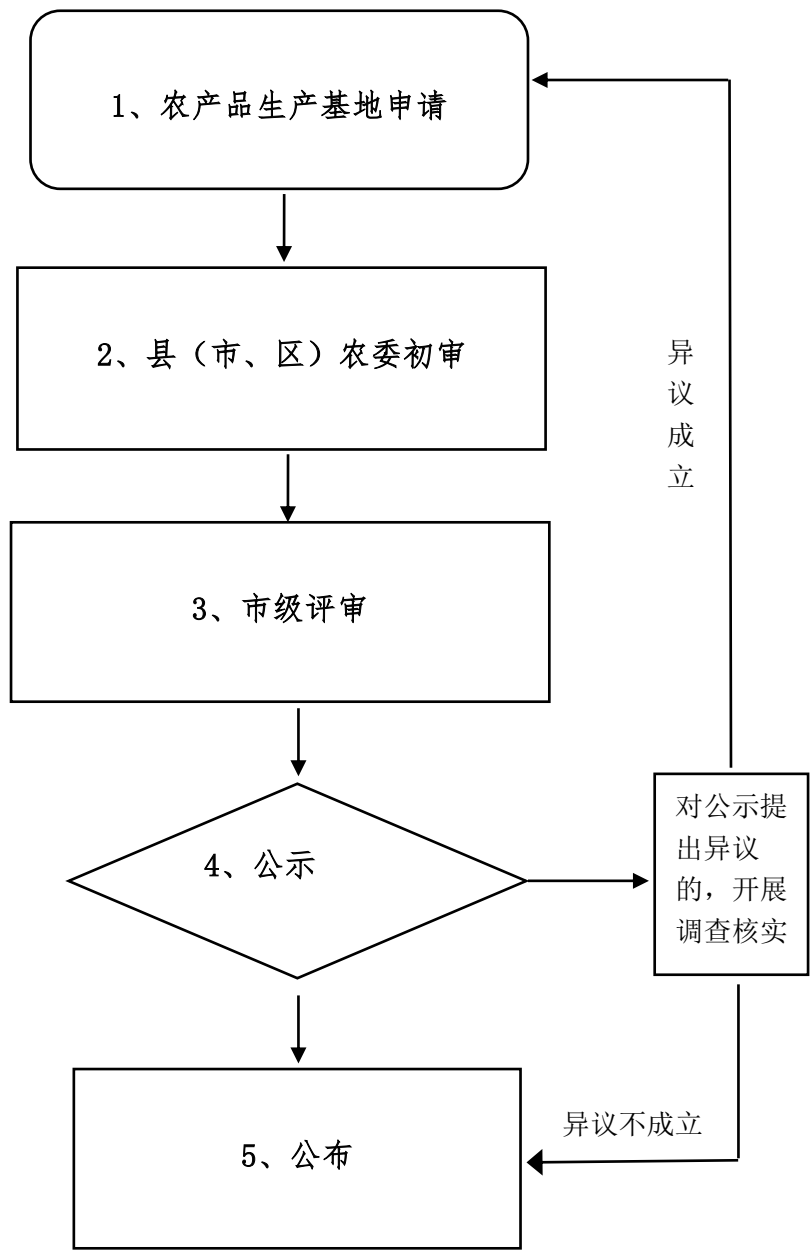 1、农产品生产基地申请
2、县（市、区）农委初审
异
议
成
立
3、市级评审
4、公示
对公示提
出异议
的，开展
调查核实
异议不成立
5、公布